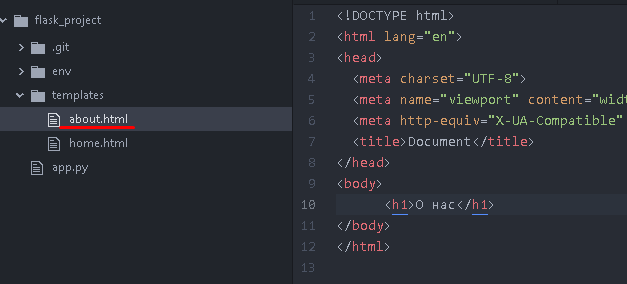 flask_project
.git
env
templates
about.html
home.html
app.py
1 <!DOCTYPE html>
2 <html lang="en">
3 <head>
4 <meta charset="UTF-8">
5 <meta name="viewport" content="widt
6 <meta http-equiv="X-UA-Compatible"
7 <title>Document</title>
8 </head>
9 <body>
10 <h1>О нас</h1>
11 </body>
12 </html>
13